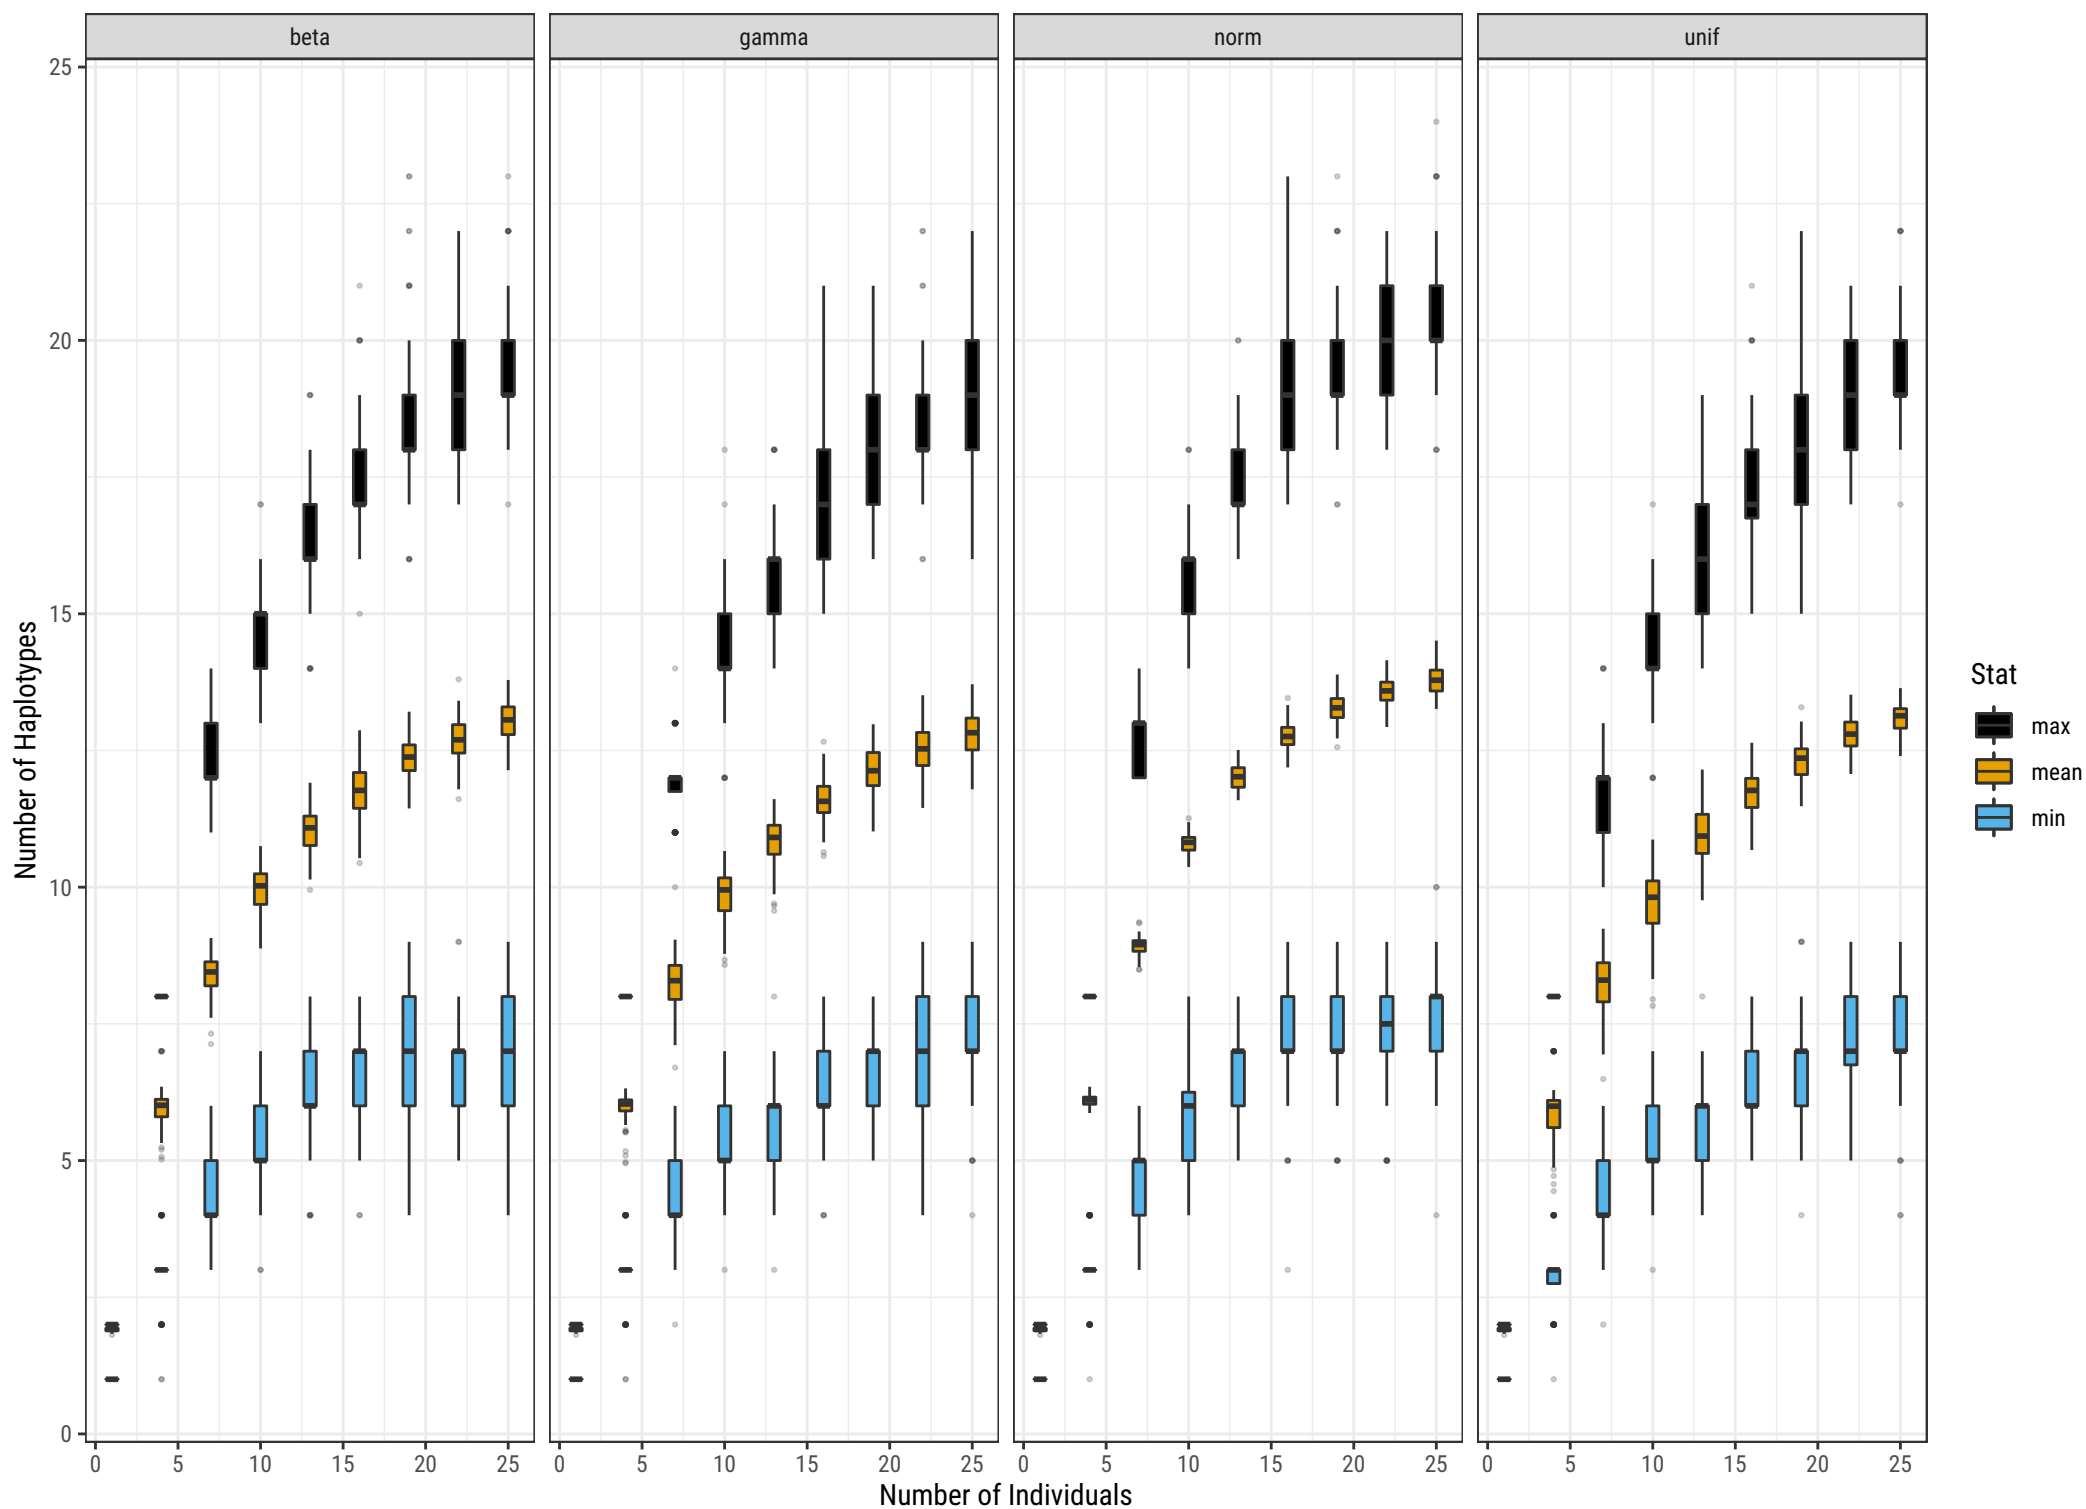 beta gamma norm unif
25
20
15
10
5
0
Number of Haplotypes
0 5 10 15 20 25 0 5 10 15 20 25 0 5 10 15 20 25 0 5 10 15 20 25
Number of Individuals
Stat
max
mean
min